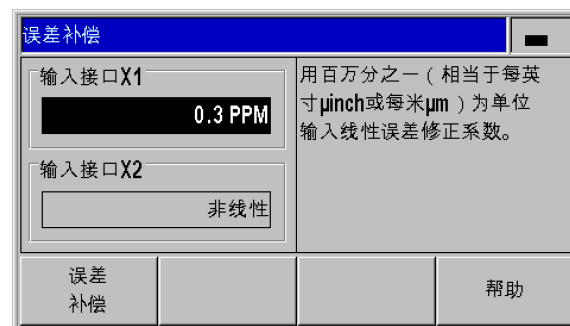 误差补偿
输入接口X1
0.3 PPM
输入接口X2
非线性
用百万分之一（相当于每英
寸μinch或每米μm）为单位
输入线性误差修正系数。
误差
补偿
帮助